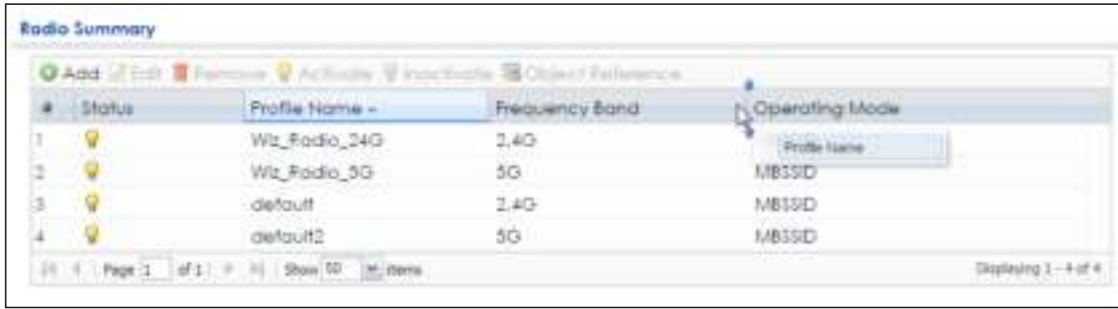 Radio Summary
Add Edit Remove Activate Inactivate Object Reference
# Status Profile Name Frequency Band Operating Mode
1 Wiz_Radio_24G 2.4G
Profile Name
2 Wiz_Radio_5G 5G MBSSID
3 default 2.4G MBSSID
4 default2 5G MBSSID
Page 1 of 1 Show 50 items Displaying 1 - 4 of 4